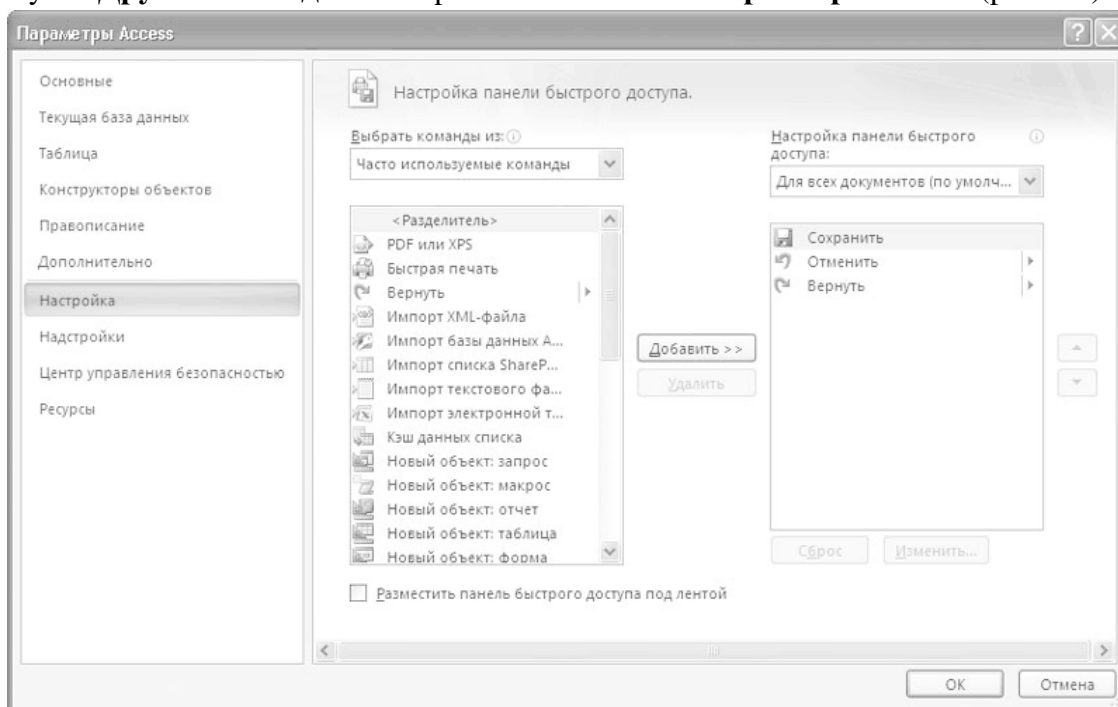 Параметры Access
Основные
Текущая база данных
Таблица
Конструкторы объектов
Правописание
Дополнительно
Настройка
Надстройки
Центр управления безопасностью
Ресурсы
Настройка панели быстрого доступа.
Выбрать команды из:
Часто используемые команды
<Разделитель>
PDF или XPS
Быстрая печать
Вернуть
Импорт XML-файла
Импорт базы данных A...
Импорт списка ShareP...
Импорт текстового фа...
Импорт электронной т...
Кэш данных списка
Новый объект: запрос
Новый объект: макрос
Новый объект: отчет
Новый объект: таблица
Новый объект: форма
Разместить панель быстрого доступа под лентой
Добавить >>
Удалить
Настройка панели быстрого
доступа:
Для всех документов (по умолч...
Сохранить
Отменить
Вернуть
Сброс
Изменить...
ОК
Отмена